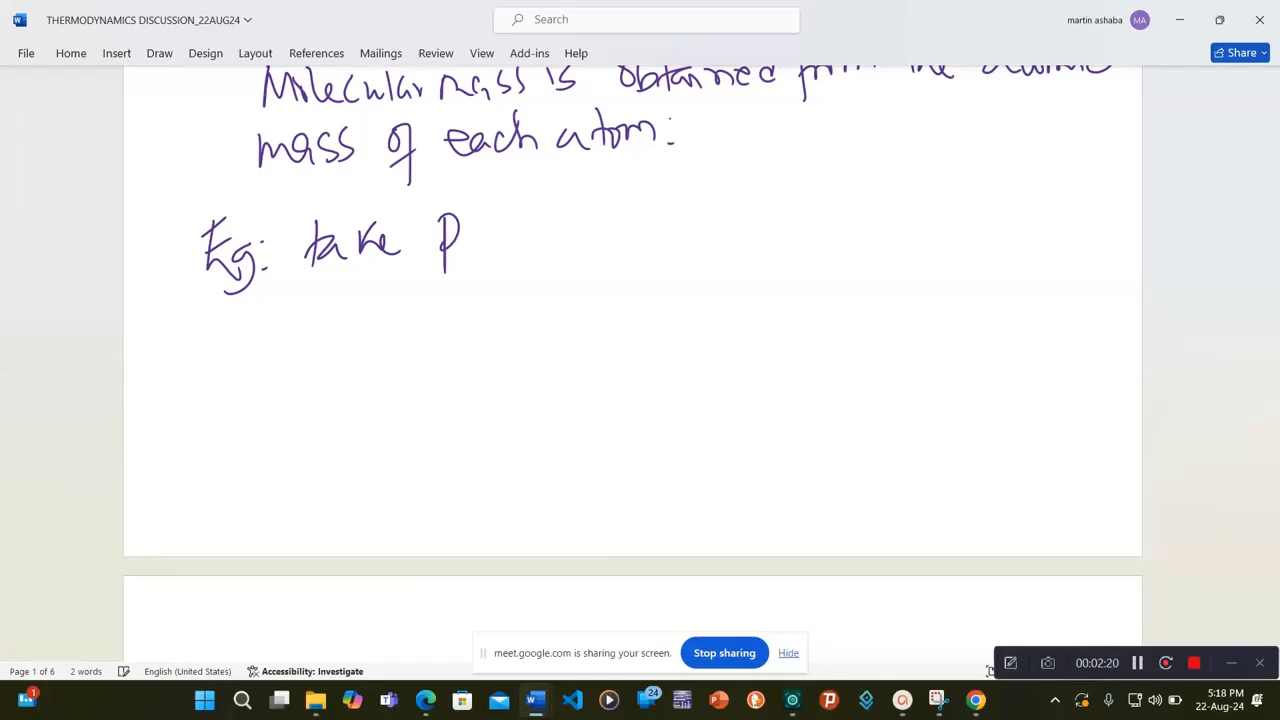 THERMODYNAMICS DISCUSSION_22AUG24
Search
martin ashaba
MA
File Home Insert Draw Design Layout References Mailings Review View Add-ins Help
Share
Molecular mass is obtained from the atomic
mass of each atom:
Eg: take P
meet.google.com is sharing your screen.
Stop sharing
Hide
Page 1 of 6
2 words
English (United States)
Accessibility: Investigate
00:02:20
1
24
5:18 PM
22-Aug-24